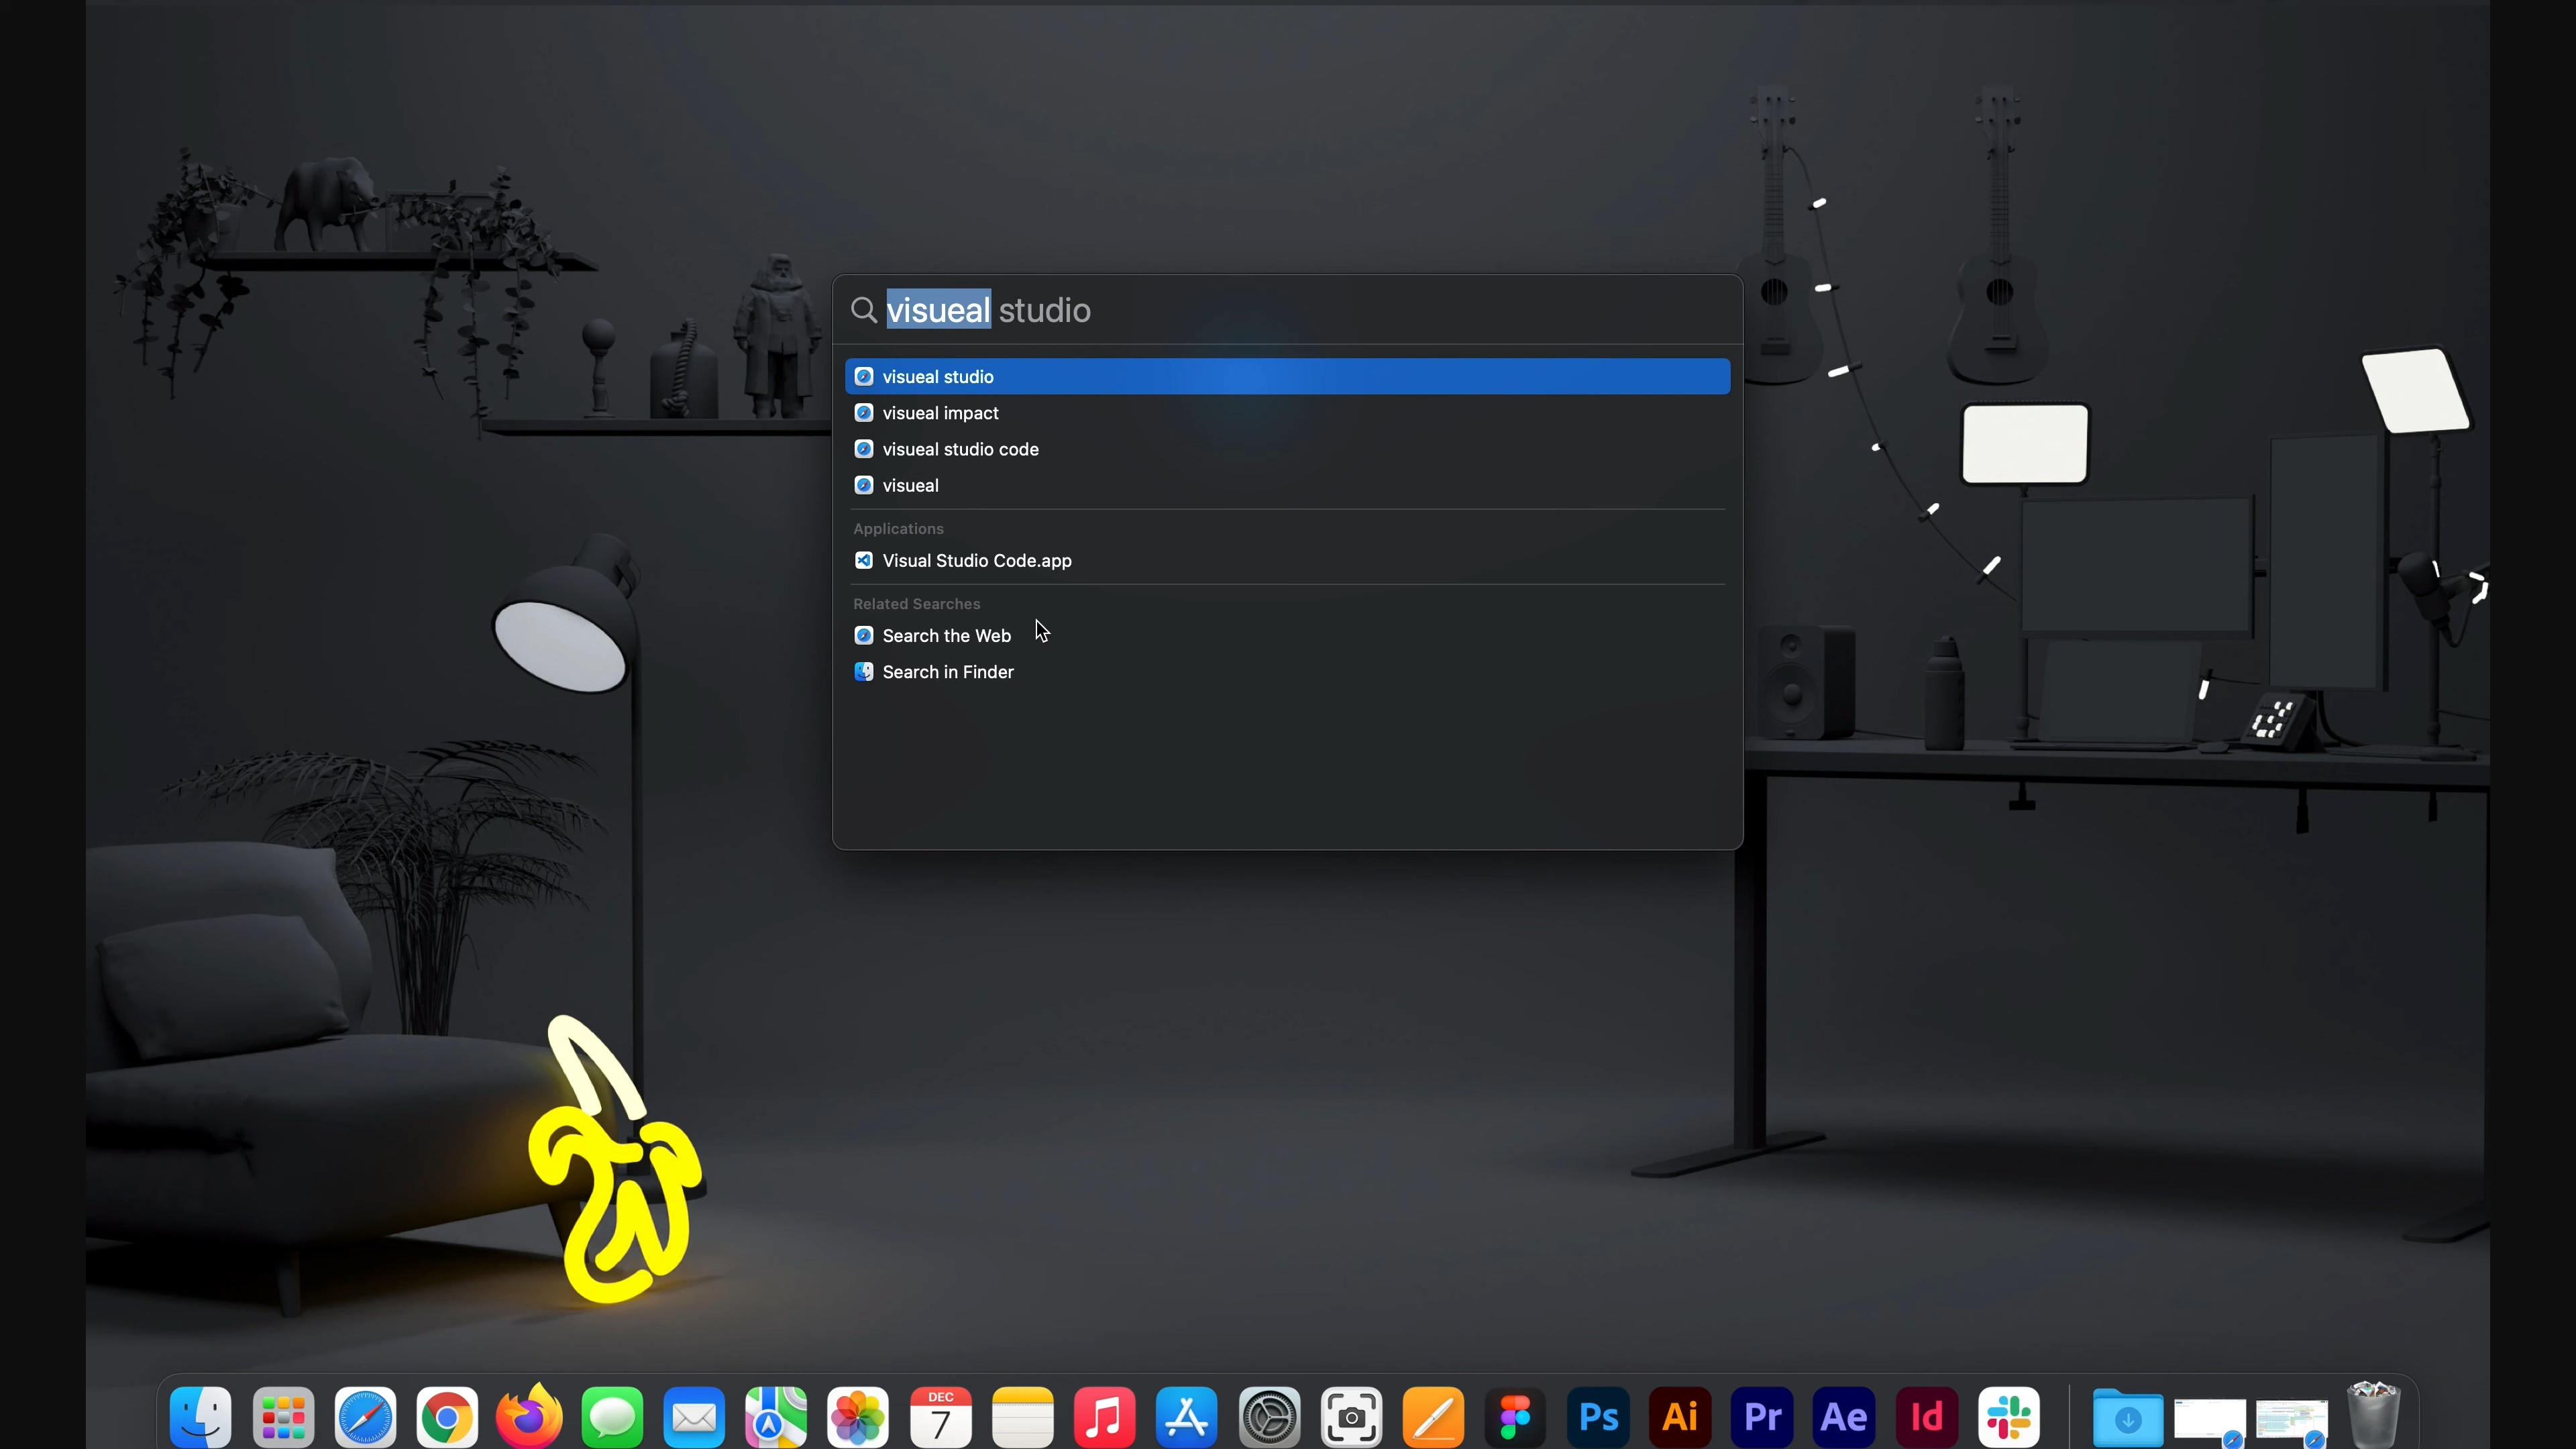 visueal studio
visueal studio
visueal impact
visueal studio code
visueal
Applications
Visual Studio Code.app
Related Searches
Search the Web
Search in Finder
DEC
7
Ps
Ai
Pr
Ae
Id